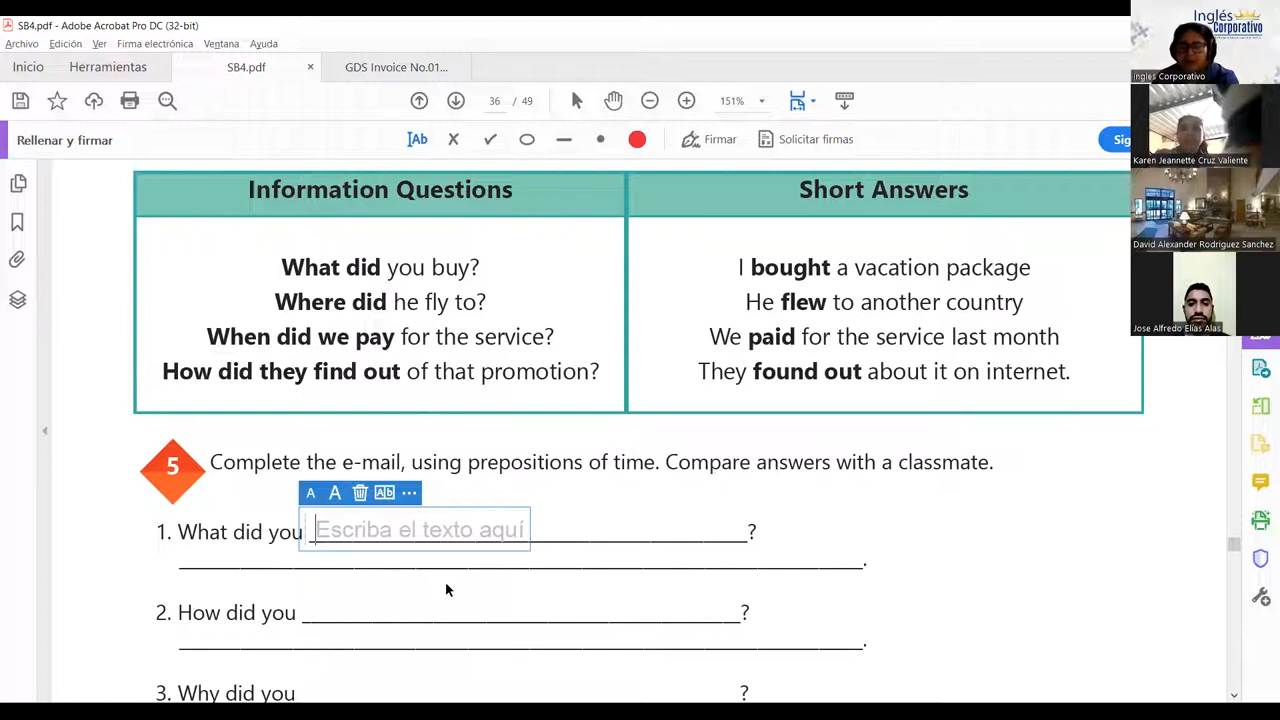 SB4.pdf - Adobe Acrobat Pro DC (32-bit)
Archivo Edición Ver Firma electrónica Ventana Ayuda
Inicio Herramientas SB4.pdf × GDS Invoice No.01...
36 / 49 151%
Rellenar y firmar Ab Firmar Solicitar firmas Sig
Information Questions Short Answers
What did you buy? I bought a vacation package
Where did he fly to? He flew to another country
When did we pay for the service? We paid for the service last month
How did they find out of that promotion? They found out about it on internet.
5 Complete the e-mail, using prepositions of time. Compare answers with a classmate.
A A Ab ...
1. What did you Escriba el texto aquí ?
.
2. How did you ?
.
3. Why did you ?
Inglés
Corporativo
Ingles Corporativo
Karen Jeannette Cruz Valiente
David Alexander Rodriguez Sanchez
Jose Alfredo Elías Alas